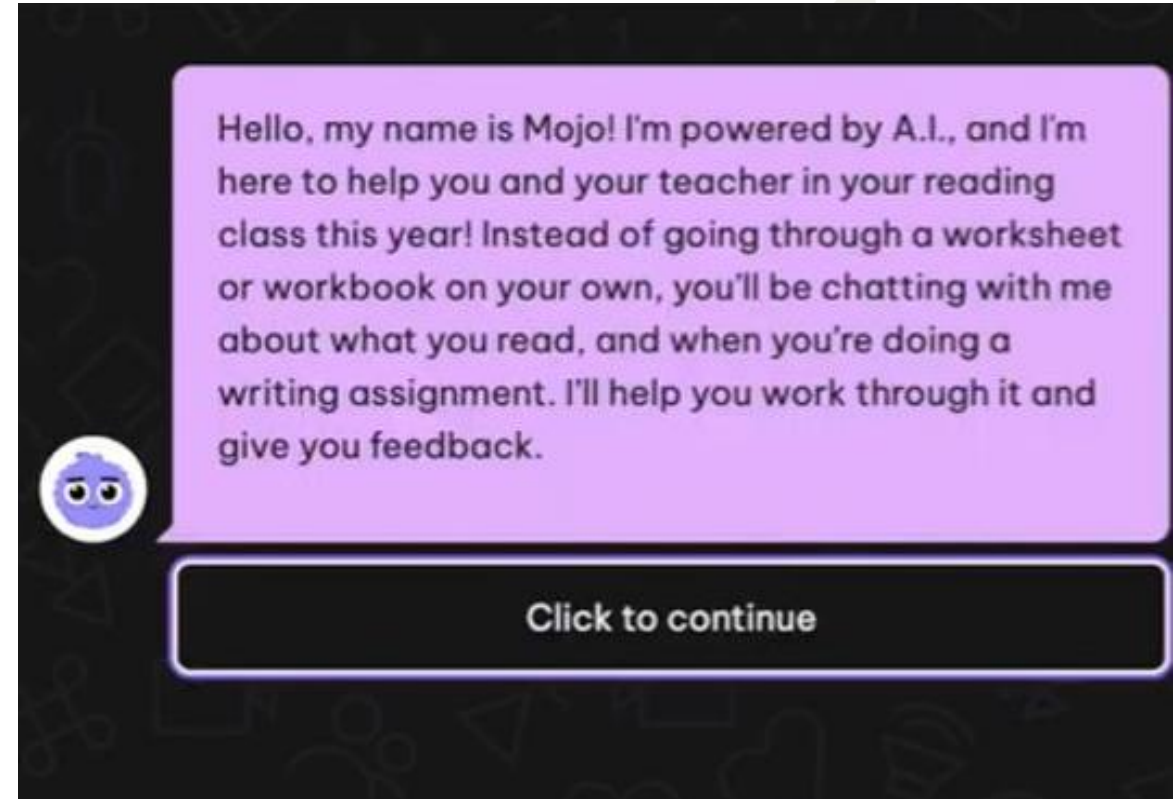 Hello, my name is Mojo! I'm powered by A.I., and I'm
here to help you and your teacher in your reading
class this year! Instead of going through a worksheet
or workbook on your own, you'll be chatting with me
about what you read, and when you're doing a
writing assignment. I'll help you work through it and
give you feedback.
Click to continue